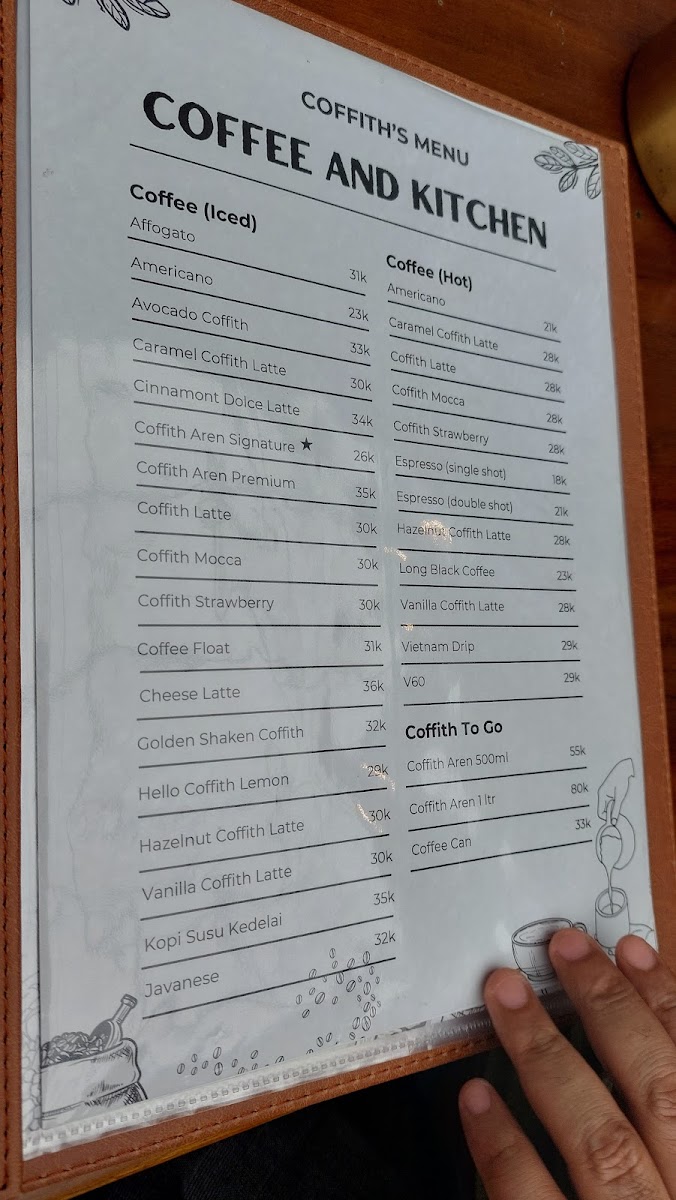 COFFITH'S MENU
COFFEE AND KITCHEN
Coffee (Iced)
Affogato 31k
Americano 23k
Avocado Coffith 33k
Caramel Coffith Latte 30k
Cinnamont Dolce Latte 34k
Coffith Aren Signature ★ 26k
Coffith Aren Premium 35k
Coffith Latte 30k
Coffith Mocca 30k
Coffith Strawberry 30k
Coffee Float 31k
Cheese Latte 36k
Golden Shaken Coffith 32k
Hello Coffith Lemon 29k
Hazelnut Coffith Latte 30k
Vanilla Coffith Latte 30k
Kopi Susu Kedelai 35k
Javanese 32k
Coffee (Hot)
Americano 21k
Caramel Coffith Latte 28k
Coffith Latte 28k
Coffith Mocca 28k
Coffith Strawberry 28k
Espresso (single shot) 18k
Espresso (double shot) 21k
Hazelnut Coffith Latte 28k
Long Black Coffee 23k
Vanilla Coffith Latte 28k
Vietnam Drip 29k
V60 29k
Coffith To Go
Coffith Aren 500ml 55k
Coffith Aren 1 ltr 80k
Coffee Can 33k